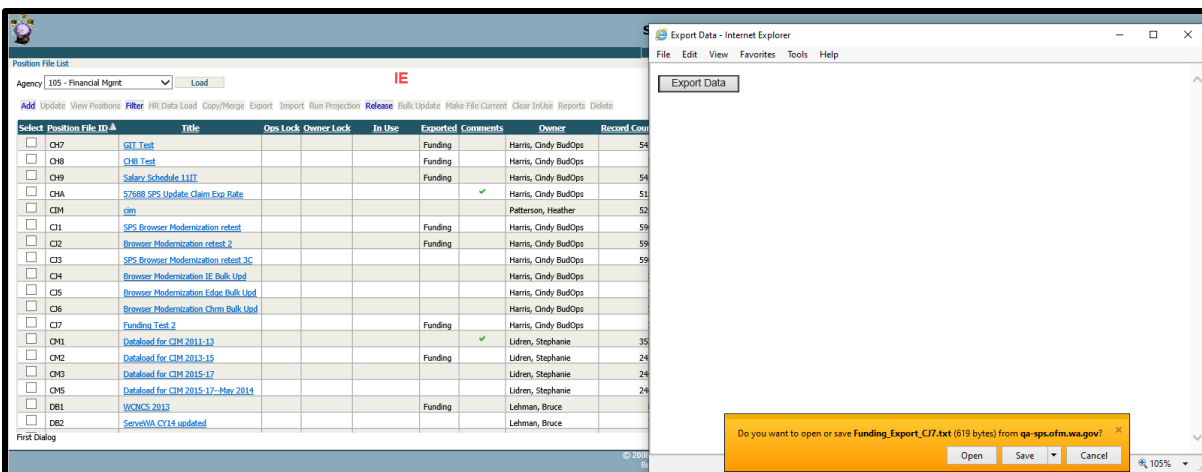 S
Position File List
Agency 105 - Financial Mgmt Load
IE
Add Update View Positions Filter HR Data Load Copy/Merge Export Import Run Projection Release Bulk Update Make File Current Clear InUse Reports Delete
Select Position File ID Title Ops Lock Owner Lock In Use Exported Comments Owner Record Cour
CH7 GIT Test Funding Harris, Cindy BudOps 54
CH8 CH8 Test Funding Harris, Cindy BudOps
CH9 Salary Schedule 11JT Funding Harris, Cindy BudOps 54
CHA 57688 SPS Update Claim Exp Rate Harris, Cindy BudOps 51
CIM cim Patterson, Heather 52
CJ1 SPS Browser Modernization retest Funding Harris, Cindy BudOps 59
CJ2 Browser Modernization retest 2 Funding Harris, Cindy BudOps 59
CJ3 SPS Browser Modernization retest 3C Harris, Cindy BudOps 59
CJ4 Browser Modernization IE Bulk Upd Harris, Cindy BudOps
CJ5 Browser Modernization Edge Bulk Upd Harris, Cindy BudOps
CJ6 Browser Modernization Chrm Bulk Upd Harris, Cindy BudOps
CJ7 Funding Test 2 Funding Harris, Cindy BudOps
CM1 Dataload for CIM 2011-13 Lidren, Stephanie 35
CM2 Dataload for CIM 2013-15 Funding Lidren, Stephanie 24
CM3 Dataload for CIM 2015-17 Lidren, Stephanie 24
CM5 Dataload for CIM 2015-17--May 2014 Lidren, Stephanie 24
DB1 WCNCS 2013 Funding Lehman, Bruce
DB2 ServeWA CY14 updated Lehman, Bruce
First Dialog
© 2008
Bu
Export Data - Internet Explorer
File Edit View Favorites Tools Help
Export Data
Do you want to open or save Funding_Export_CJ7.txt (619 bytes) from qa-sps.ofm.wa.gov?
Open Save Cancel
105%